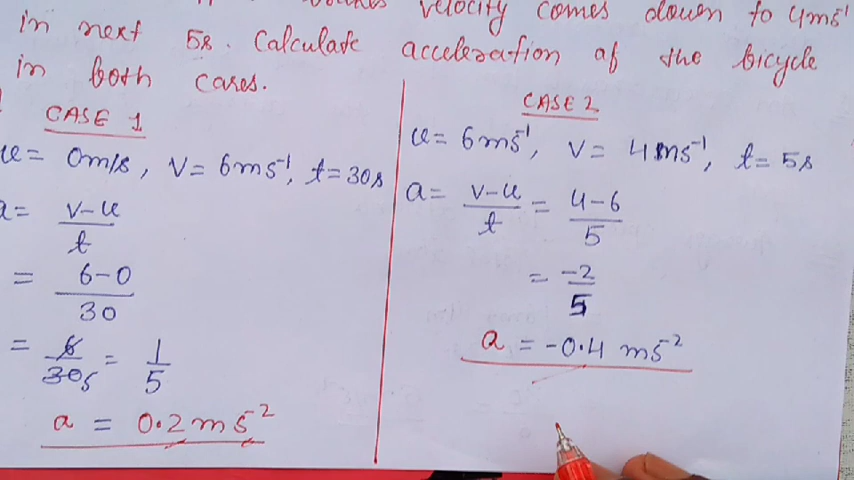 velocity comes down to 4ms⁻¹
in next 5s. Calculate acceleration of the bicycle
in both cases.
CASE 1
u = 0m/s, v = 6ms⁻¹, t = 30s
a = v-u/t
= 6-0/30
= 6/30 5 = 1/5
a = 0.2ms⁻²
CASE 2
u = 6ms⁻¹, v = 4ms⁻¹, t = 5s
a = v-u/t = 4-6/5
= -2/5
a = -0.4 ms⁻²